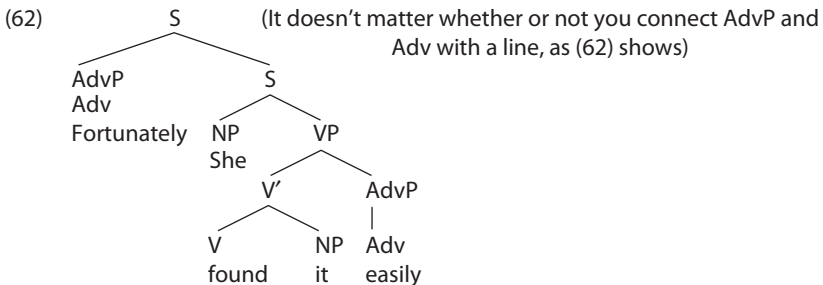 (62) S (It doesn't matter whether or not you connect AdvP and
Adv with a line, as (62) shows)
AdvP S
Adv
Fortunately NP VP
She
V′ AdvP
V NP Adv
found it easily